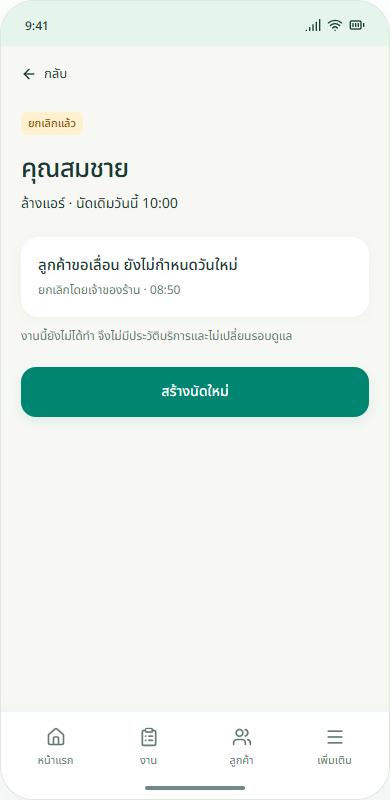 9:41
กลับ
ยกเลิกแล้ว
คุณสมชาย
ล้างแอร์ · นัดเดิมวันนี้ 10:00
ลูกค้าขอเลื่อน ยังไม่กำหนดวันใหม่
ยกเลิกโดยเจ้าของร้าน · 08:50
งานนี้ยังไม่ได้ทำ จึงไม่มีประวัติบริการและไม่เปลี่ยนรอบดูแล
สร้างนัดใหม่
หน้าแรก
งาน
ลูกค้า
เพิ่มเติม